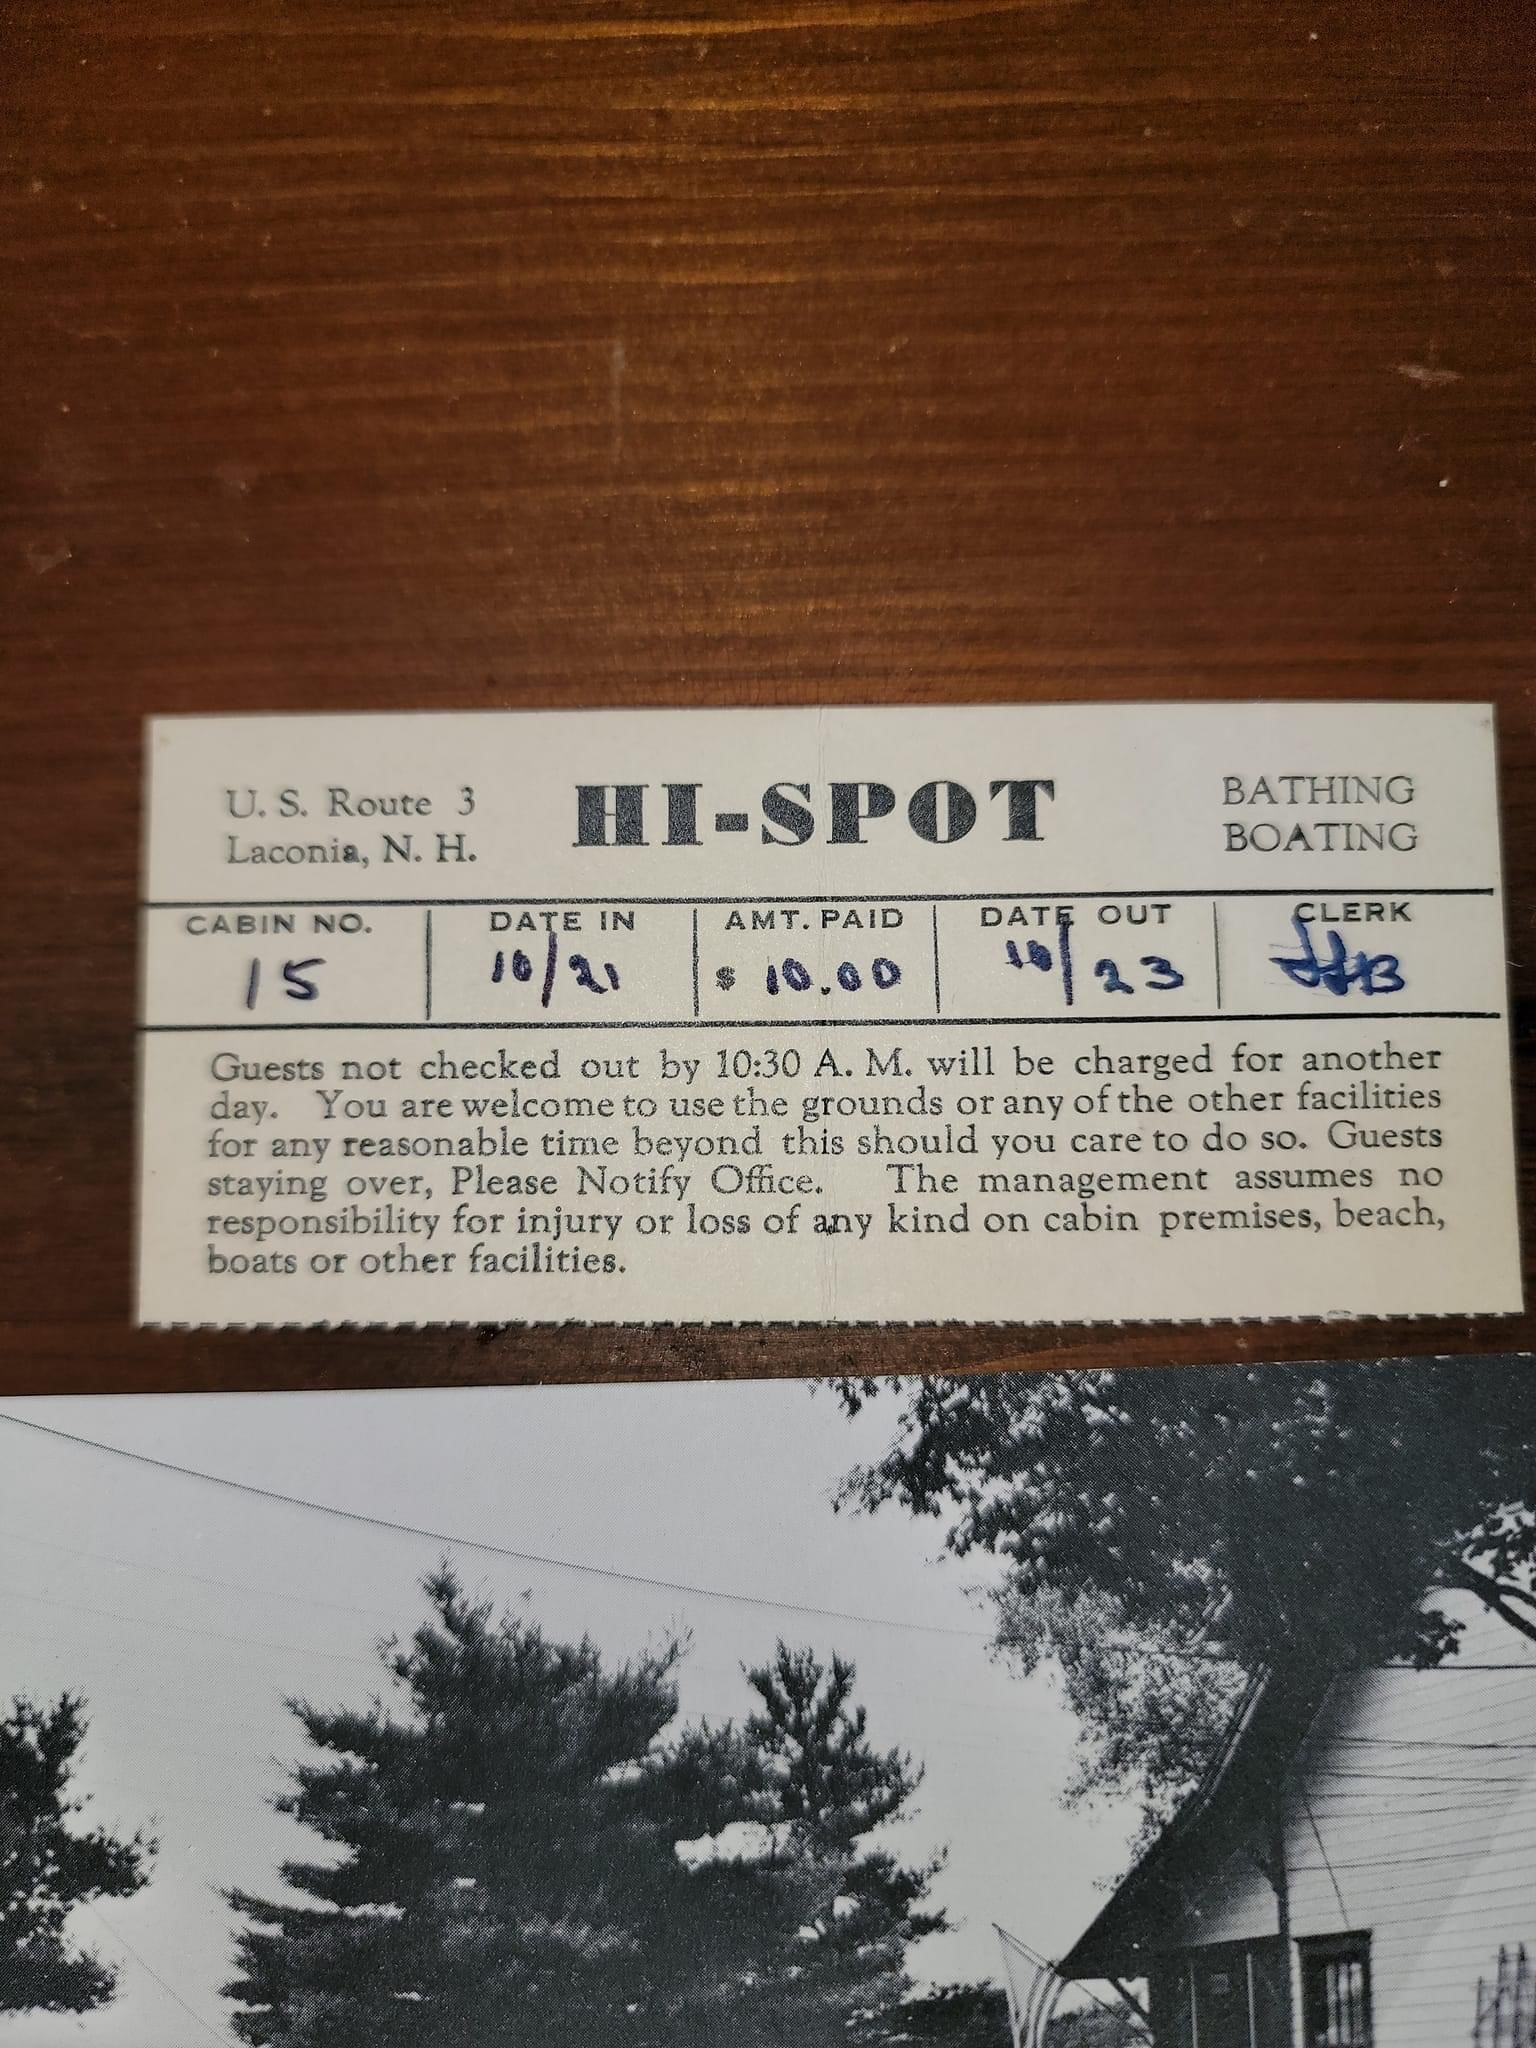 U. S. Route 3
Laconia, N. H.
HI-SPOT
BATHING
BOATING
CABIN NO. DATE IN AMT. PAID DATE OUT CLERK
15 10/21 $ 10.00 10/23
Guests not checked out by 10:30 A. M. will be charged for another
day. You are welcome to use the grounds or any of the other facilities
for any reasonable time beyond this should you care to do so. Guests
staying over, Please Notify Office. The management assumes no
responsibility for injury or loss of any kind on cabin premises, beach,
boats or other facilities.